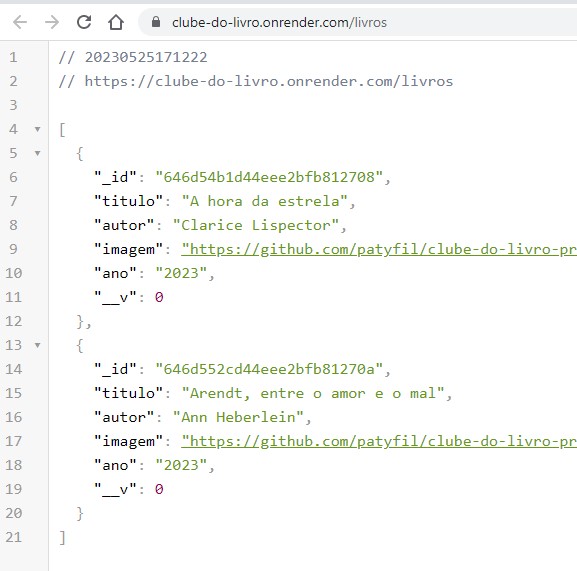 clube-do-livro.onrender.com/livros
1 // 20230525171222
2 // https://clube-do-livro.onrender.com/livros
3
4 [
5 {
6 "_id": "646d54b1d44eee2bfb812708",
7 "titulo": "A hora da estrela",
8 "autor": "Clarice Lispector",
9 "imagem": "https://github.com/patyfil/clube-do-livro-pr
10 "ano": "2023",
11 "__v": 0
12 },
13 {
14 "_id": "646d552cd44eee2bfb81270a",
15 "titulo": "Arendt, entre o amor e o mal",
16 "autor": "Ann Heberlein",
17 "imagem": "https://github.com/patyfil/clube-do-livro-pr
18 "ano": "2023",
19 "__v": 0
20 }
21 ]